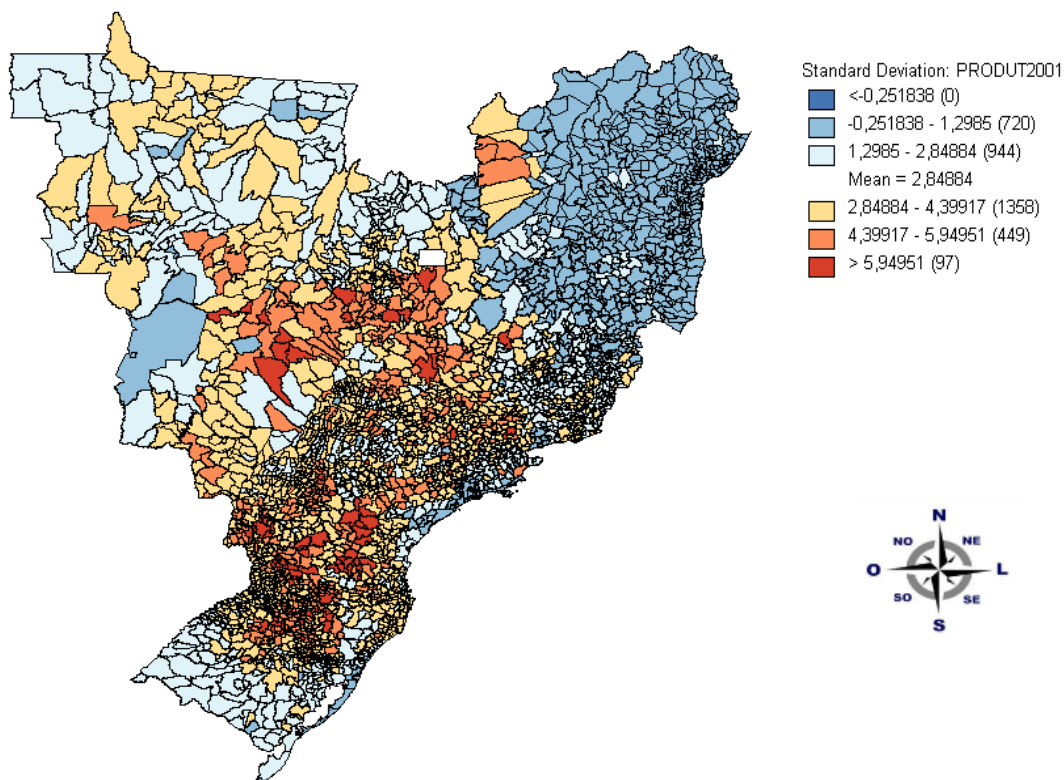 Standard Deviation: PRODUT2001
<-0,251838 (0)
-0,251838 - 1,2985 (720)
1,2985 - 2,84884 (944)
Mean = 2,84884
2,84884 - 4,39917 (1358)
4,39917 - 5,94951 (449)
> 5,94951 (97)
N
NO NE
O L
SO SE
S